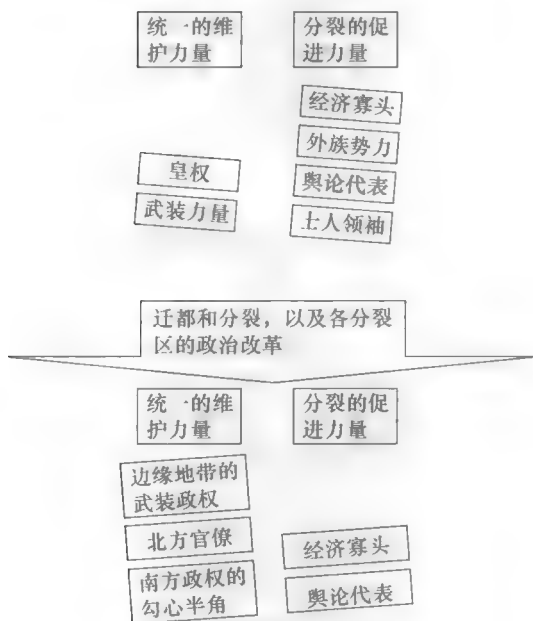 统一的维
护力量
分裂的促
进力量
经济寡头
外族势力
皇权
舆论代表
武装力量
士人领袖
迁都和分裂，以及各分裂
区的政治改革
统一的维
护力量
分裂的促
进力量
边缘地带的
武装政权
北方官僚
经济寡头
南方政权的
勾心半角
舆论代表